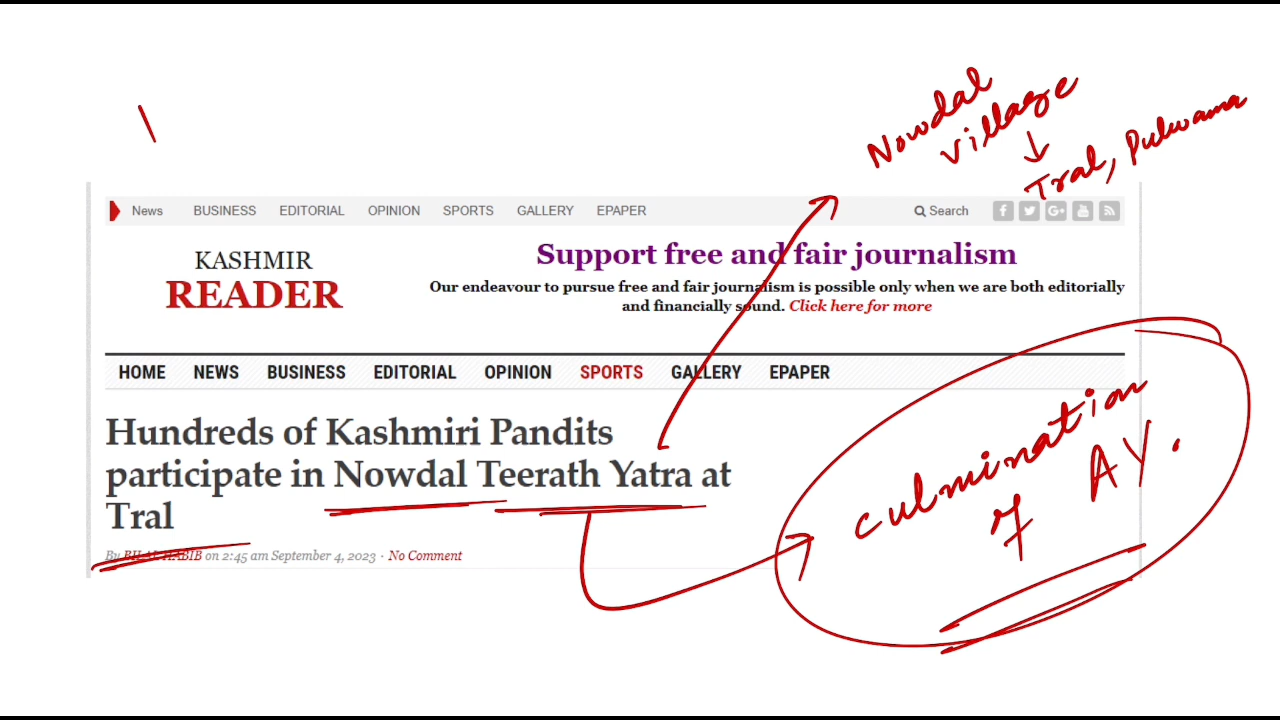 Nowdal
village
Tral, Pulwama
News BUSINESS EDITORIAL OPINION SPORTS GALLERY EPAPER Search
KASHMIR
READER
Support free and fair journalism
Our endeavour to pursue free and fair journalism is possible only when we are both editorially
and financially sound. Click here for more
HOME NEWS BUSINESS EDITORIAL OPINION SPORTS GALLERY EPAPER
Hundreds of Kashmiri Pandits
participate in Nowdal Teerath Yatra at
Tral
By BILAL HABIB on 2:45 am September 4, 2023 · No Comment
culmination
of AY.